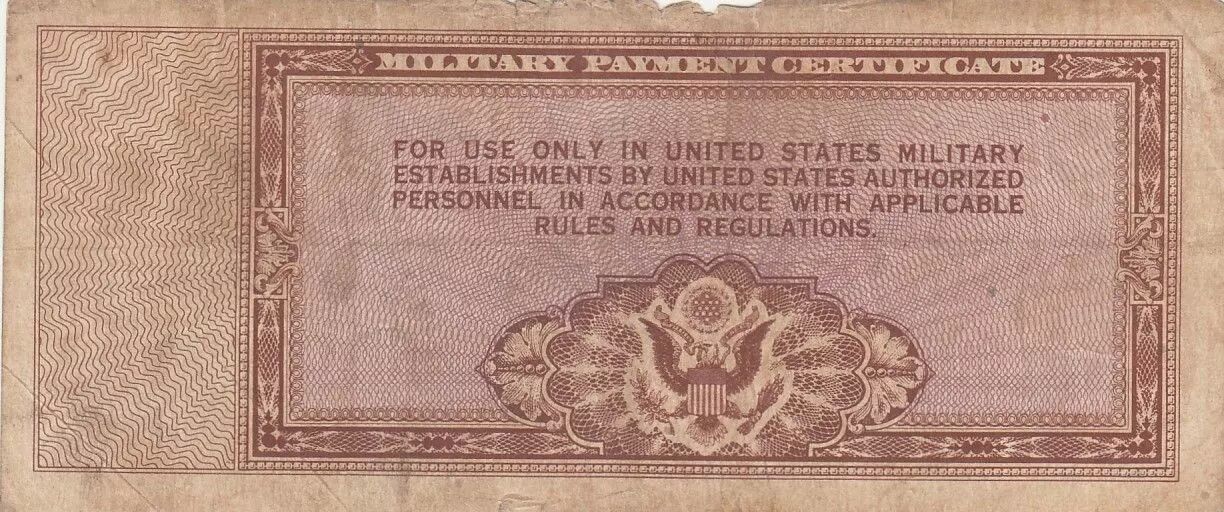 MILITARY PAYMENT CERTIFICATE
FOR USE ONLY IN UNITED STATES MILITARY
ESTABLISHMENTS BY UNITED STATES AUTHORIZED
PERSONNEL IN ACCORDANCE WITH APPLICABLE
RULES AND REGULATIONS.